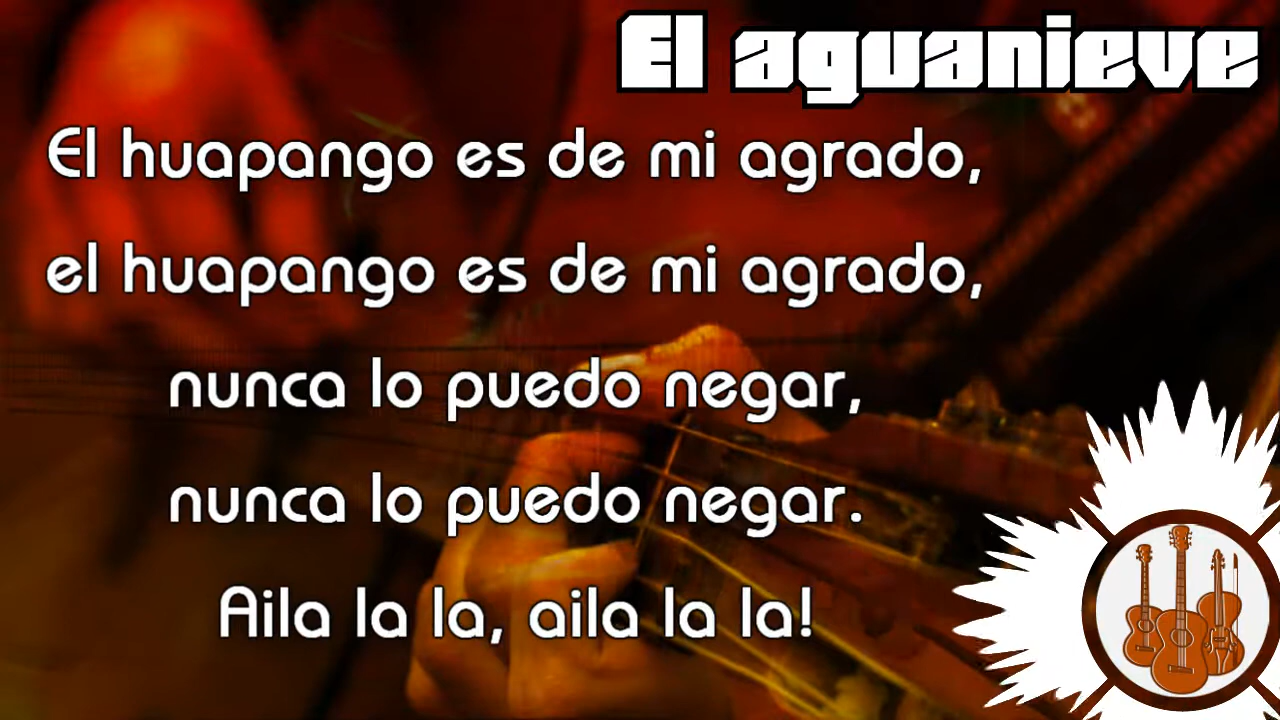 El aguanieve
El huapango es de mi agrado,
el huapango es de mi agrado,
nunca lo puedo negar,
nunca lo puedo negar.
Aila la la, aila la la!